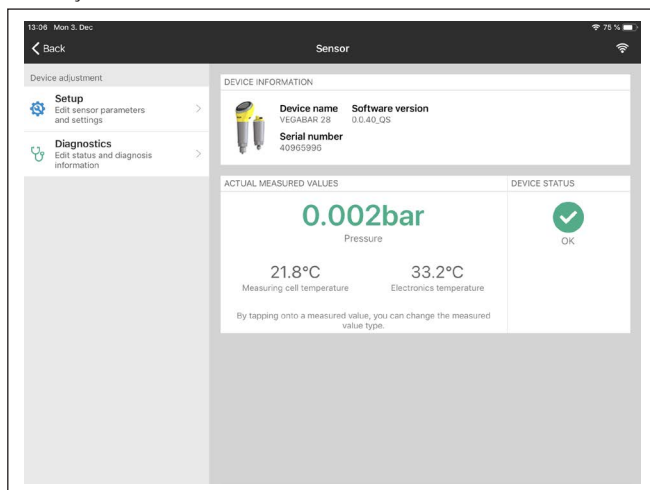 13:06 Mon 3. Dec
75 %
Back
Sensor
Device adjustment
Setup
Edit sensor parameters
and settings
Diagnostics
Edit status and diagnosis
information
DEVICE INFORMATION
Device name Software version
VEGABAR 28 0.0.40_QS
Serial number
40965996
ACTUAL MEASURED VALUES
0.002bar
Pressure
21.8°C 33.2°C
Measuring cell temperature Electronics temperature
By tapping onto a measured value, you can change the measured
value type.
DEVICE STATUS
OK